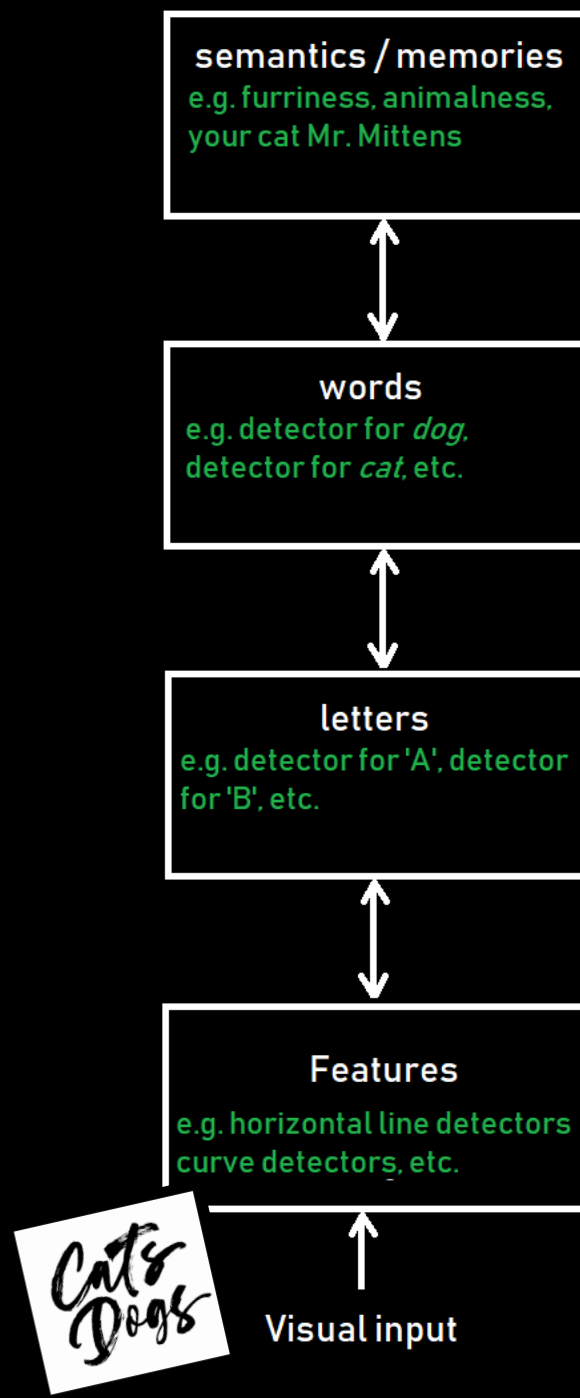 semantics / memories
e.g. furriness, animalness,
your cat Mr. Mittens
words
e.g. detector for dog,
detector for cat, etc.
letters
e.g. detector for 'A', detector
for 'B', etc.
Features
e.g. horizontal line detectors
curve detectors, etc.
Cats
Dogs
Visual input